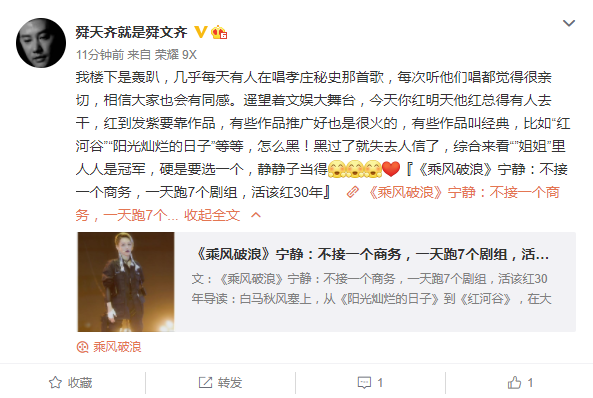 舜天齐就是舜文齐
11分钟前 来自 荣耀 9X
我楼下是轰趴，几乎每天有人在唱孝庄秘史那首歌，每次听他们唱都觉得很亲
切，相信大家也会有同感。遥望着文娱大舞台，今天你红明天他红总得有人去
干，红到发紫要靠作品，有些作品推广好也是很火的，有些作品叫经典，比如“红
河谷”“阳光灿烂的日子”等等，怎么黑！黑过了就失去人信了，综合来看“”姐姐”里
人人是冠军，硬是要选一个，静静子当得『《乘风破浪》宁静：不接
一个商务，一天跑7个剧组，活该红30年』 《乘风破浪》宁静：不接一个商
务，一天跑7个... 收起全文
《乘风破浪》宁静：不接一个商务，一天跑7个剧组，活...
文：《乘风破浪》宁静：不接一个商务，一天跑7个剧组，活该红30
年导读：白马秋风塞上，从《阳光灿烂的日子》到《红河谷》，在大
乘风破浪
收藏 转发 1 1